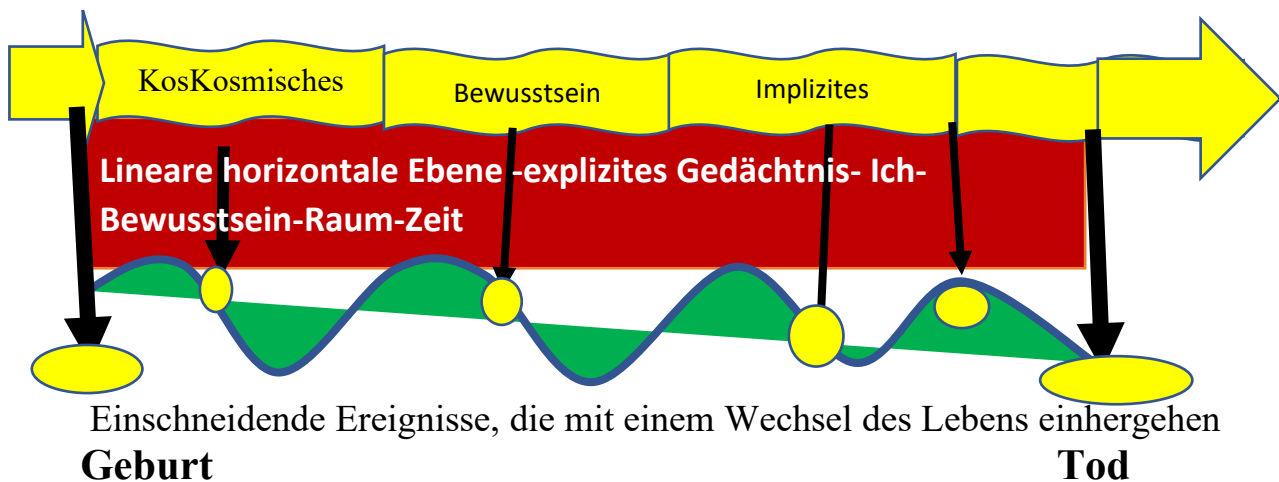 KosKosmisches
Bewusstsein
Implizites
Lineare horizontale Ebene -explizites Gedächtnis- Ich-
Bewusstsein-Raum-Zeit
Einschneidende Ereignisse, die mit einem Wechsel des Lebens einhergehen
Geburt
Tod